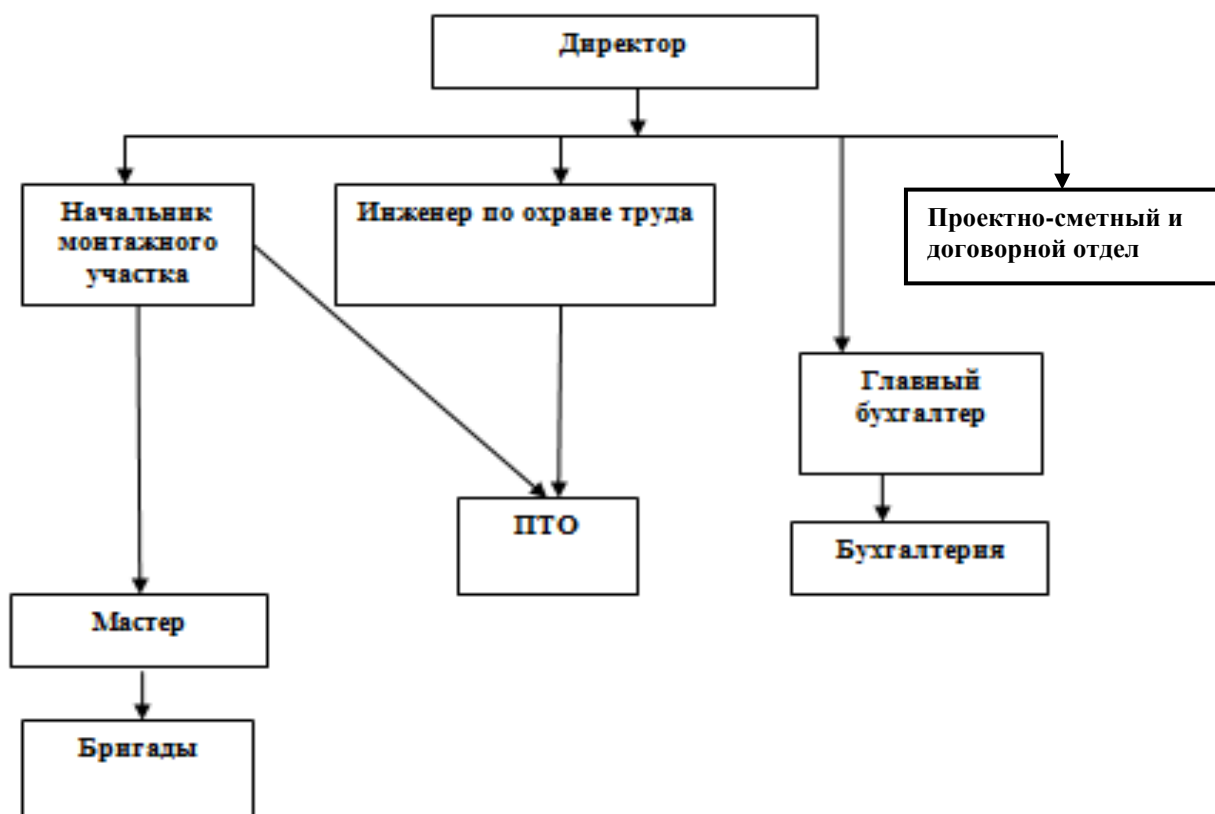 Директор
Начальник
монтажного
участка
Инженер по охране труда
Проектно-сметный и
договорной отдел
Главный
бухгалтер
ПТО
Бухгалтерия
Мастер
Бригады